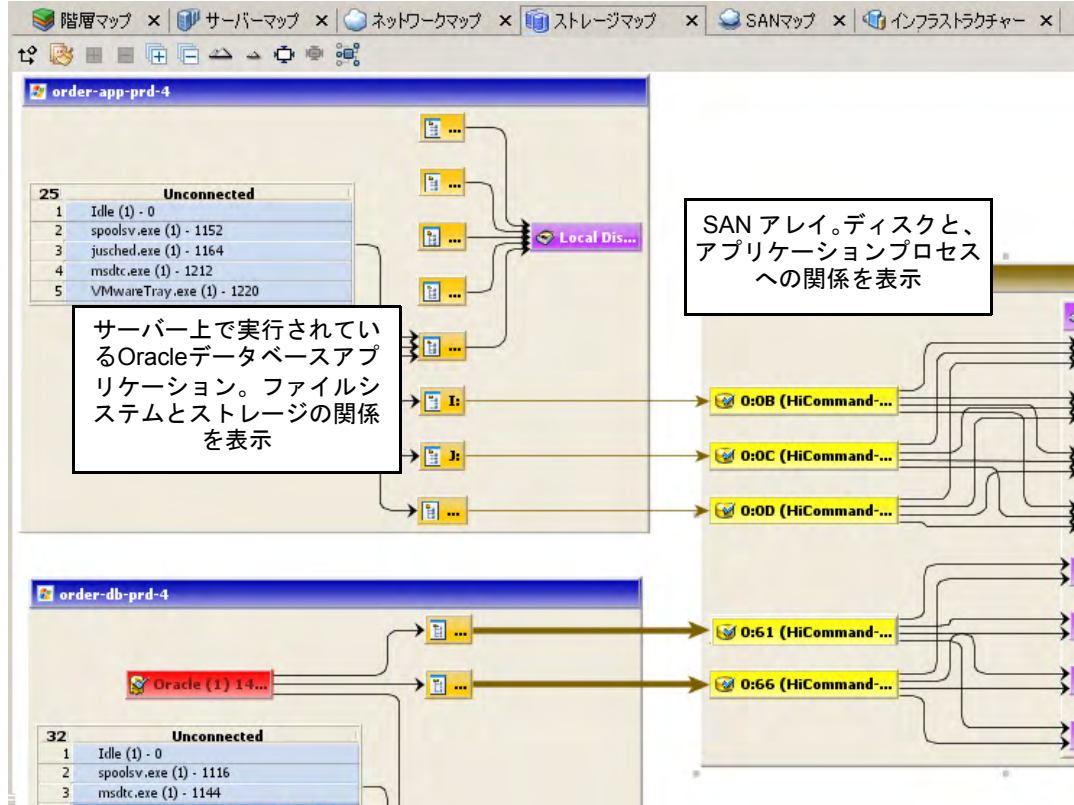 階層マップ サーバーマップ ネットワークマップ ストレージマップ SANマップ インフラストラクチャー
order-app-prd-4
...
...
25 Unconnected
1 Idle (1) - 0
2 spoolsv.exe (1) - 1152
3 jusched.exe (1) - 1164
4 msdtc.exe (1) - 1212
5 VMwareTray.exe (1) - 1220
...
Local Dis...
...
...
I:
J:
...
サーバー上で実行されてい
るOracleデータベースアプ
リケーション。ファイルシ
ステムとストレージの関係
を表示
SAN アレイ。ディスクと、
アプリケーションプロセス
への関係を表示
0:0B (HiCommand-...
0:0C (HiCommand-...
0:0D (HiCommand-...
order-db-prd-4
...
...
Oracle (1) 14...
0:61 (HiCommand-...
0:66 (HiCommand-...
32 Unconnected
1 Idle (1) - 0
2 spoolsv.exe (1) - 1116
3 msdtc.exe (1) - 1144